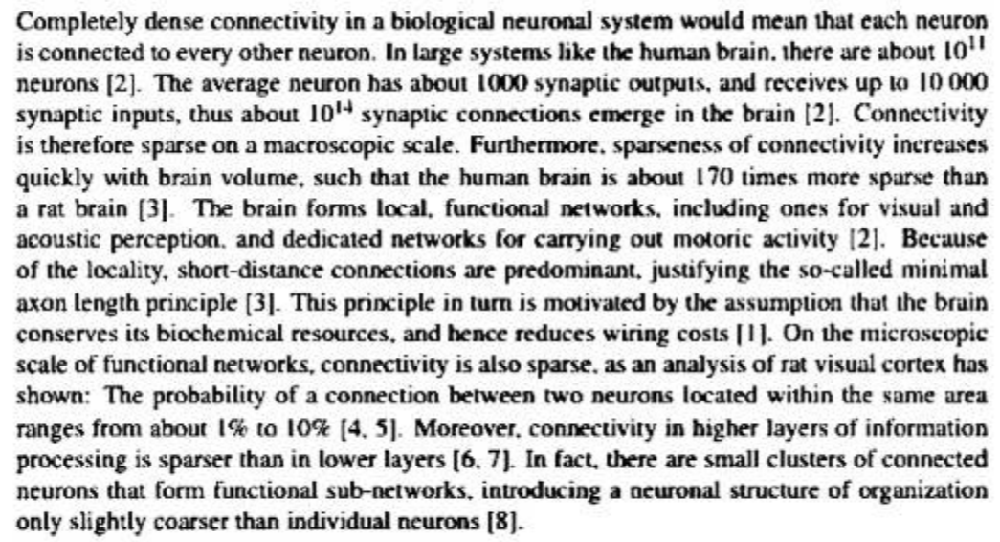 Completely dense connectivity in a biological neuronal system would mean that each neuron
is connected to every other neuron. In large systems like the human brain, there are about 10¹¹
neurons [2]. The average neuron has about 1000 synaptic outputs, and receives up to 10 000
synaptic inputs, thus about 10¹⁴ synaptic connections emerge in the brain [2]. Connectivity
is therefore sparse on a macroscopic scale. Furthermore, sparseness of connectivity increases
quickly with brain volume, such that the human brain is about 170 times more sparse than
a rat brain [3]. The brain forms local, functional networks, including ones for visual and
acoustic perception, and dedicated networks for carrying out motoric activity [2]. Because
of the locality, short-distance connections are predominant, justifying the so-called minimal
axon length principle [3]. This principle in turn is motivated by the assumption that the brain
conserves its biochemical resources, and hence reduces wiring costs [1]. On the microscopic
scale of functional networks, connectivity is also sparse, as an analysis of rat visual cortex has
shown: The probability of a connection between two neurons located within the same area
ranges from about 1% to 10% [4, 5]. Moreover, connectivity in higher layers of information
processing is sparser than in lower layers [6, 7]. In fact, there are small clusters of connected
neurons that form functional sub-networks, introducing a neuronal structure of organization
only slightly coarser than individual neurons [8].